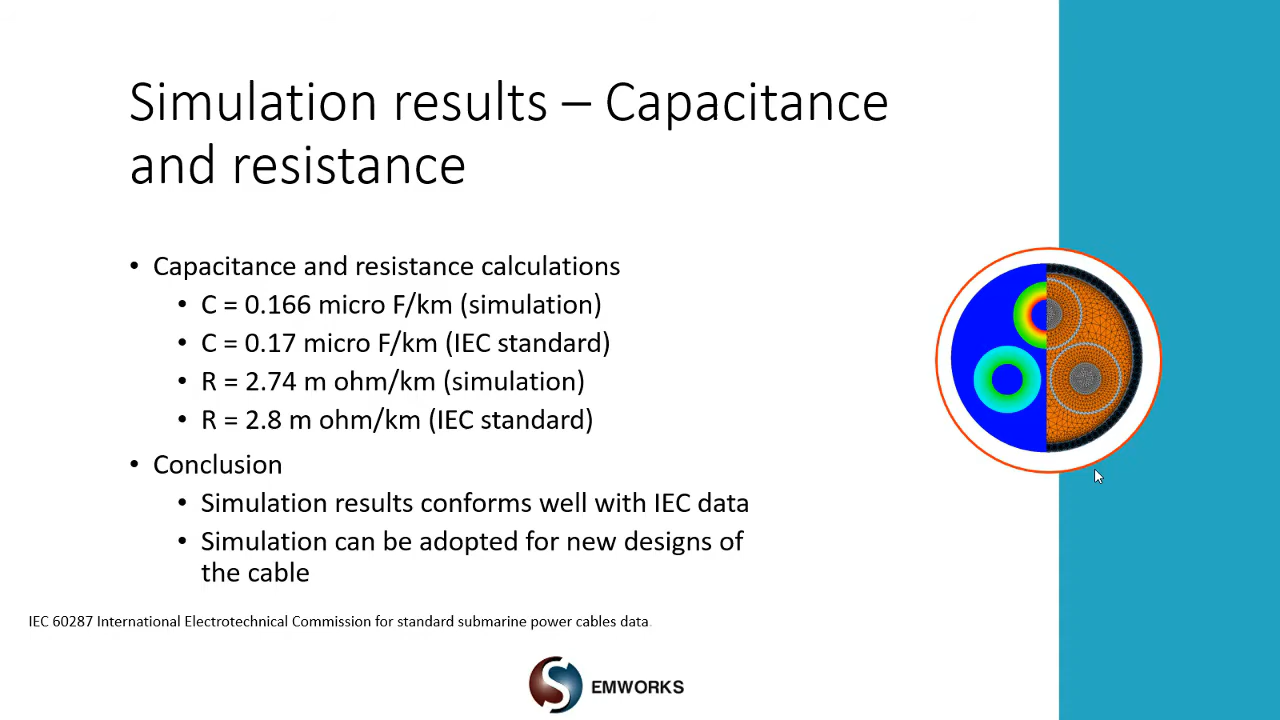 Simulation results – Capacitance
and resistance
• Capacitance and resistance calculations
• C = 0.166 micro F/km (simulation)
• C = 0.17 micro F/km (IEC standard)
• R = 2.74 m ohm/km (simulation)
• R = 2.8 m ohm/km (IEC standard)
• Conclusion
• Simulation results conforms well with IEC data
• Simulation can be adopted for new designs of
the cable
IEC 60287 International Electrotechnical Commission for standard submarine power cables data.
EMWORKS